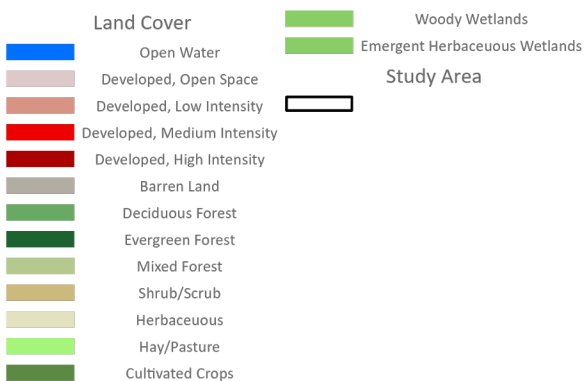 Land Cover
Open Water
Developed, Open Space
Developed, Low Intensity
Developed, Medium Intensity
Developed, High Intensity
Barren Land
Deciduous Forest
Evergreen Forest
Mixed Forest
Shrub/Scrub
Herbaceuous
Hay/Pasture
Cultivated Crops
Woody Wetlands
Emergent Herbaceuous Wetlands
Study Area